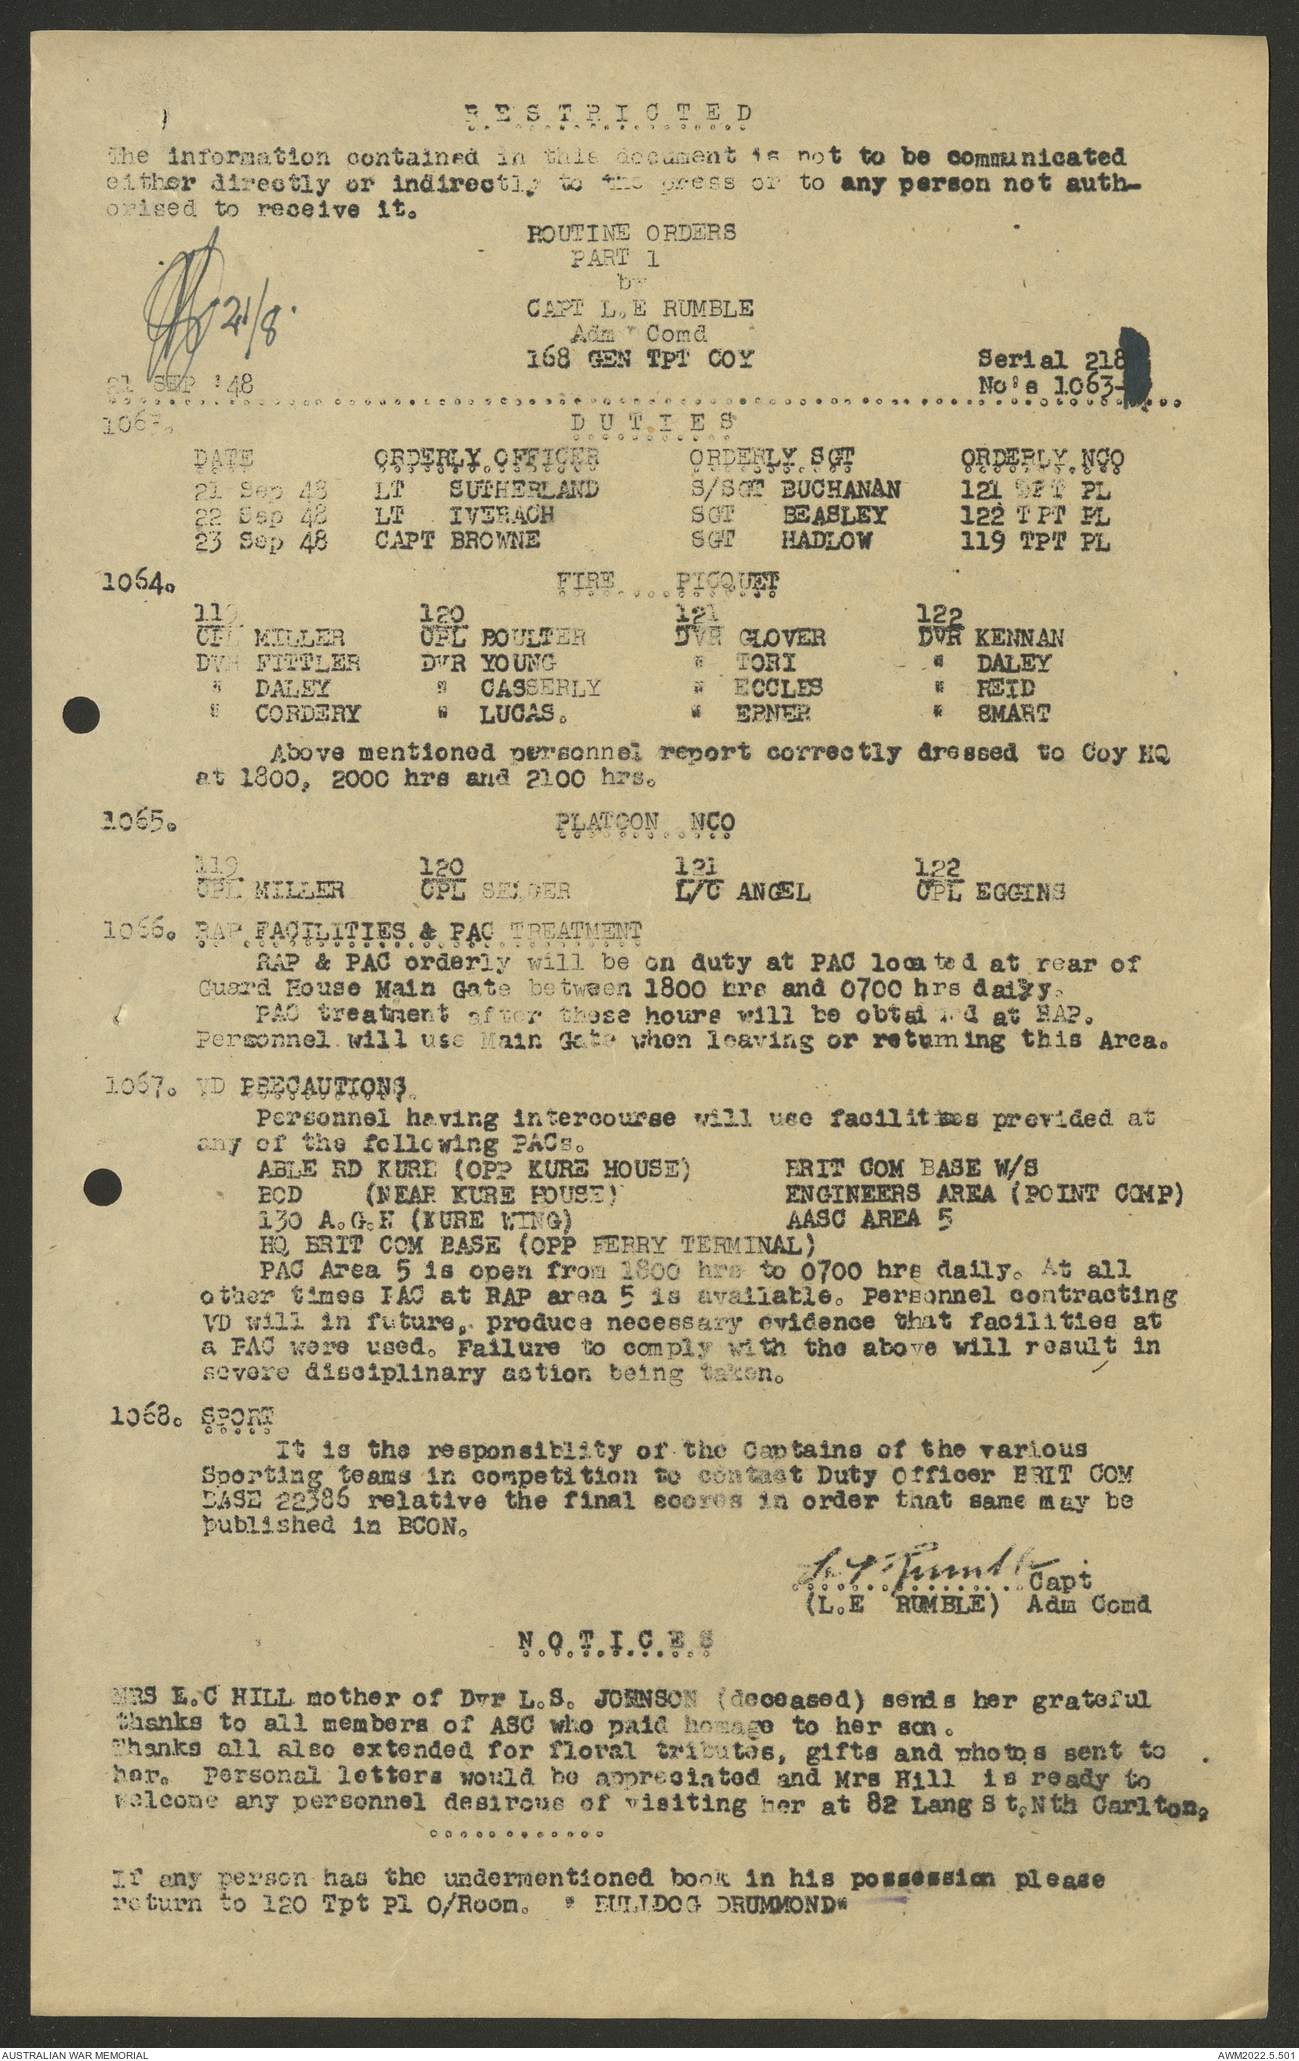 RESTRICTED
The information contained in this document is not to be communicated
either directly or indirectly to the press or to any person not auth-
orised to receive it.
ROUTINE ORDERS
PART 1
by
CAPT L.E RUMBLE
Adm Comd
168 GEN TPT COY
21/8.
Serial 218
21 SEP '48
No's 1063-
1063. DUTIES
DATE ORDERLY OFFICER ORDERLY SGT ORDERLY NCO
21 Sep 48 LT SUTHERLAND S/SGT BUCHANAN 121 TPT PL
22 Sep 48 LT IVERACH SGT BEASLEY 122 TPT PL
23 Sep 48 CAPT BROWNE SGT HADLOW 119 TPT PL
1064. FIRE PICQUET
119 120 121 122
CPL MILLER CPL BOULTER DVR GLOVER DVR KENNAN
DVR FITTLER DVR YOUNG " TORI " DALEY
" DALEY " CASSERLY " ECCLES " REID
" CORDERY " LUCAS. " EBNER " SMART
Above mentioned personnel report correctly dressed to Coy HQ
at 1800, 2000 hrs and 2100 hrs.
1065. PLATOON NCO
119 120 121 122
CPL MILLER CPL L/C ANGEL CPL EGGINS
1066. RAP FACILITIES & PAC TREATMENT
RAP & PAC orderly will be on duty at PAC located at rear of
Guard House Main Gate between 1800 hrs and 0700 hrs daily.
PAC treatment after these hours will be obtained at RAP.
Personnel will use Main Gate when leaving or returning this Area.
1067. VD PRECAUTIONS.
Personnel having intercourse will use facilities provided at
any of the following PACs.
ABLE RD KURE (OPP KURE HOUSE) BRIT COM BASE W/S
BOD (NEAR KURE HOUSE) ENGINEERS AREA (POINT COMP)
130 A.G.H (KURE WING) AASC AREA 5
HQ BRIT COM BASE (OPP FERRY TERMINAL)
PAC Area 5 is open from 1800 hrs to 0700 hrs daily. At all
other times PAC at RAP area 5 is available. Personnel contracting
VD will in future, produce necessary evidence that facilities at
a PAC were used. Failure to comply with the above will result in
severe disciplinary action being taken.
1068. SPORT
It is the responsiblity of the Captains of the various
Sporting teams in competition to contact Duty Officer BRIT COM
BASE 22386 relative the final scores in order that same may be
published in BCON.
L E Rumble Capt
(L.E RUMBLE) Adm Comd
NOTICES
MRS E.C HILL mother of Dvr L.S. JOHNSON (deceased) sends her grateful
thanks to all members of ASC who paid homage to her son.
Thanks all also extended for floral tributes, gifts and photos sent to
her. Personal letters would be appreciated and Mrs Hill is ready to
welcome any personnel desirous of visiting her at 82 Lang St,Nth Carlton,
If any person has the undermentioned book in his possession please
return to 120 Tpt Pl O/Room. " BULLDOG DRUMMOND"
AUSTRALIAN WAR MEMORIAL
AWM2022.5.501